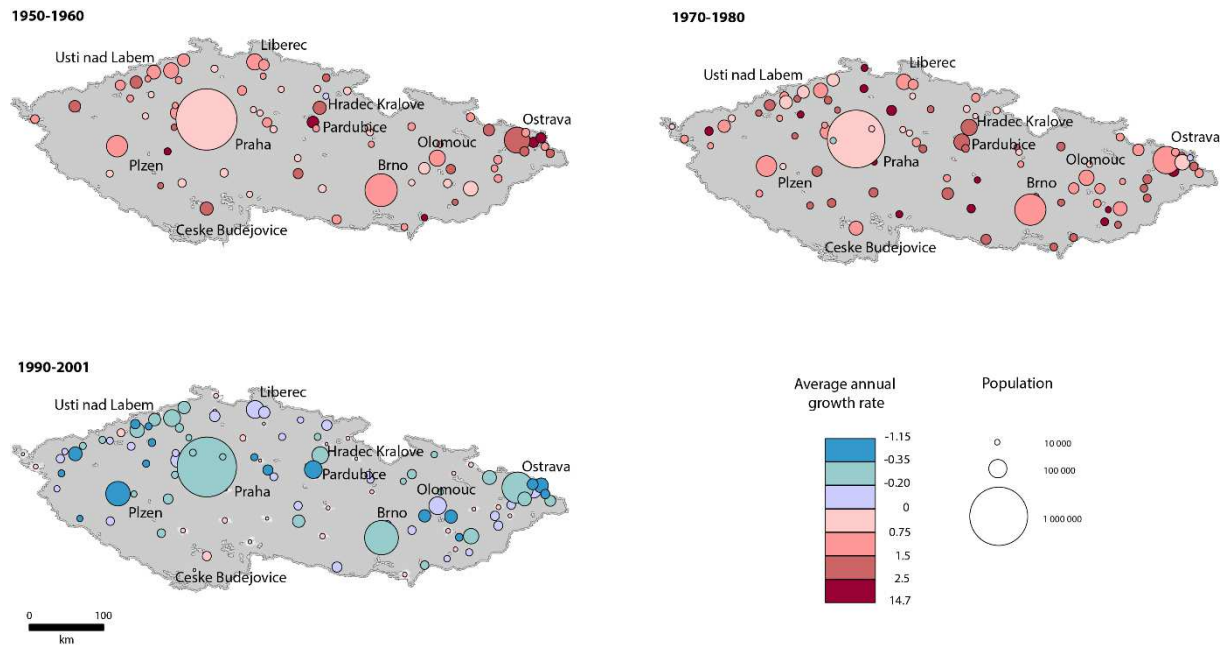 1950-1960
Usti nad Labem
Liberec
Hradec Kralove
Pardubice
Praha
Plzen
Ceske Budejovice
Brno
Olomouc
Ostrava
1970-1980
Usti nad Labem
Liberec
Hradec Kralove
Pardubice
Praha
Plzen
Ceske Budejovice
Brno
Olomouc
Ostrava
1990-2001
Usti nad Labem
Liberec
Hradec Kralove
Pardubice
Praha
Plzen
Ceske Budejovice
Brno
Olomouc
Ostrava
0 100
km
Average annual
growth rate
-1.15
-0.35
-0.20
0
0.75
1.5
2.5
14.7
Population
10 000
100 000
1 000 000